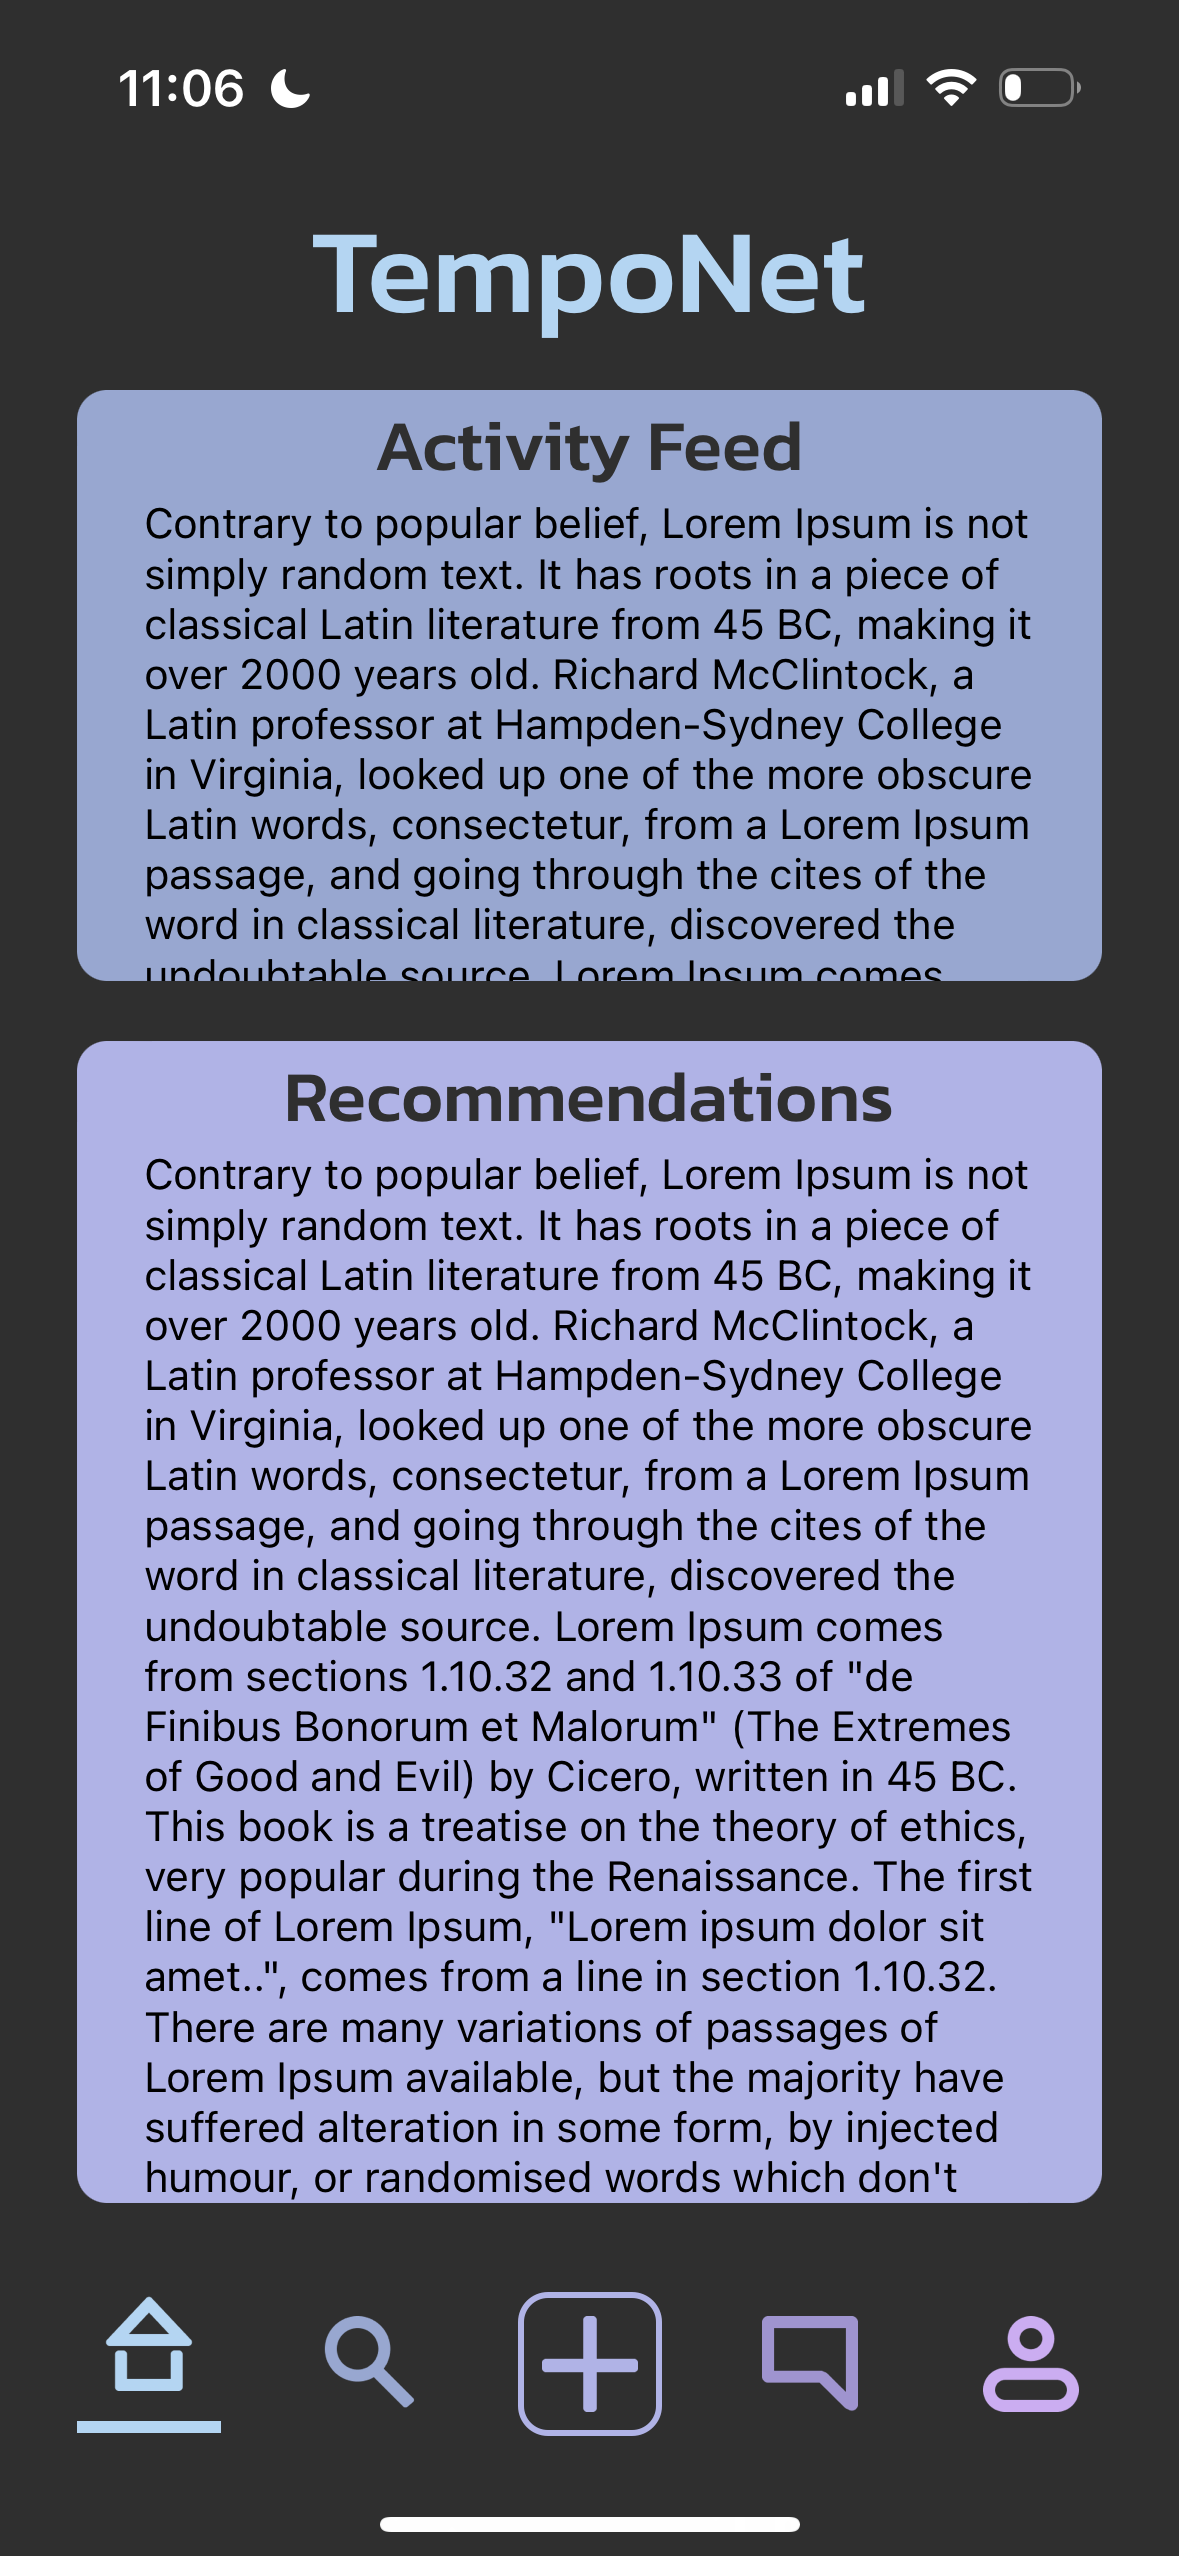 11:06
TempoNet
Activity Feed
Contrary to popular belief, Lorem Ipsum is not
simply random text. It has roots in a piece of
classical Latin literature from 45 BC, making it
over 2000 years old. Richard McClintock, a
Latin professor at Hampden-Sydney College
in Virginia, looked up one of the more obscure
Latin words, consectetur, from a Lorem Ipsum
passage, and going through the cites of the
word in classical literature, discovered the
undoubtable source. Lorem Ipsum comes
Recommendations
Contrary to popular belief, Lorem Ipsum is not
simply random text. It has roots in a piece of
classical Latin literature from 45 BC, making it
over 2000 years old. Richard McClintock, a
Latin professor at Hampden-Sydney College
in Virginia, looked up one of the more obscure
Latin words, consectetur, from a Lorem Ipsum
passage, and going through the cites of the
word in classical literature, discovered the
undoubtable source. Lorem Ipsum comes
from sections 1.10.32 and 1.10.33 of "de
Finibus Bonorum et Malorum" (The Extremes
of Good and Evil) by Cicero, written in 45 BC.
This book is a treatise on the theory of ethics,
very popular during the Renaissance. The first
line of Lorem Ipsum, "Lorem ipsum dolor sit
amet..", comes from a line in section 1.10.32.
There are many variations of passages of
Lorem Ipsum available, but the majority have
suffered alteration in some form, by injected
humour, or randomised words which don't